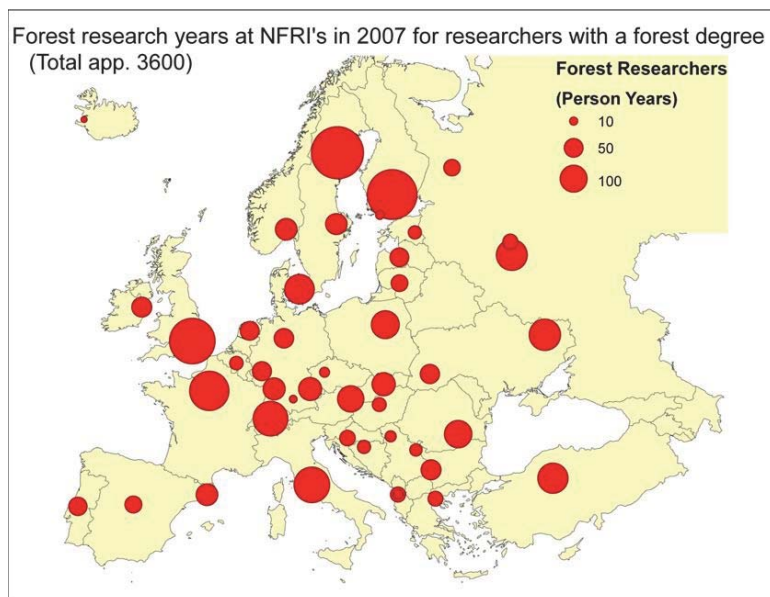 Forest research years at NFRI's in 2007 for researchers with a forest degree
(Total app. 3600)
Forest Researchers
(Person Years)
10
50
100